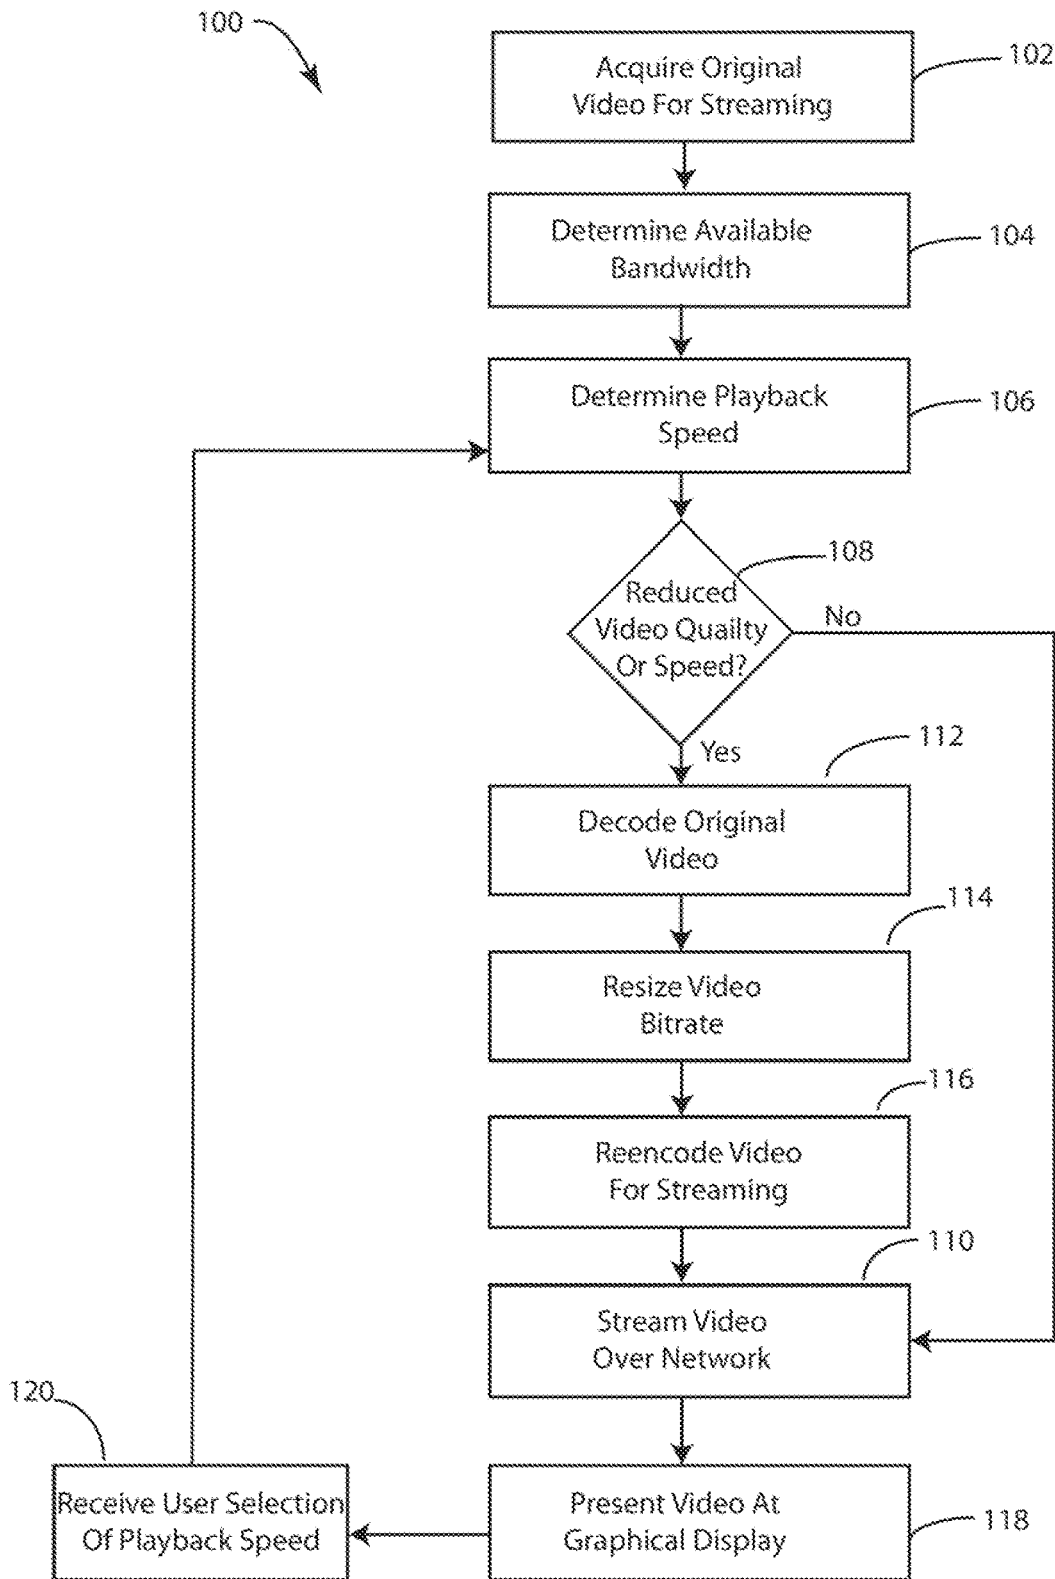 100
Acquire Original
Video For Streaming
102
Determine Available
Bandwidth
104
Determine Playback
Speed
106
108
Reduced
Video Quailty
Or Speed?
No
Yes
112
Decode Original
Video
114
Resize Video
Bitrate
116
Reencode Video
For Streaming
110
Stream Video
Over Network
120
Receive User Selection
Of Playback Speed
Present Video At
Graphical Display
118